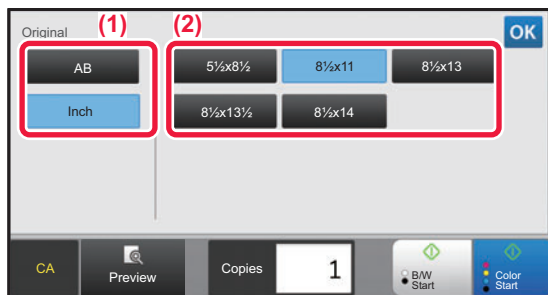 Original (1) (2) OK
AB 5½x8½ 8½x11 8½x13
Inch 8½x13½ 8½x14
CA Preview Copies 1 B/W Start Color Start